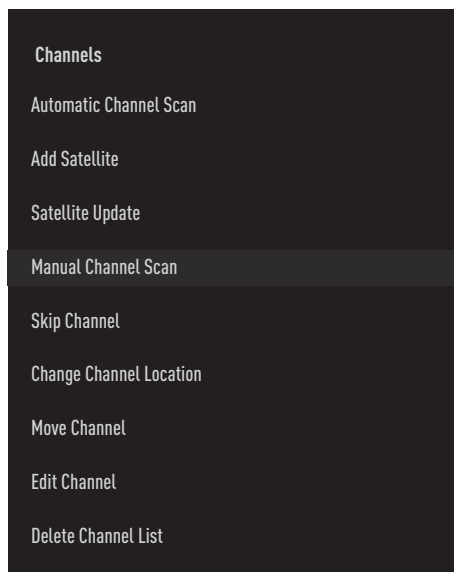 Channels
Automatic Channel Scan
Add Satellite
Satellite Update
Manual Channel Scan
Skip Channel
Change Channel Location
Move Channel
Edit Channel
Delete Channel List